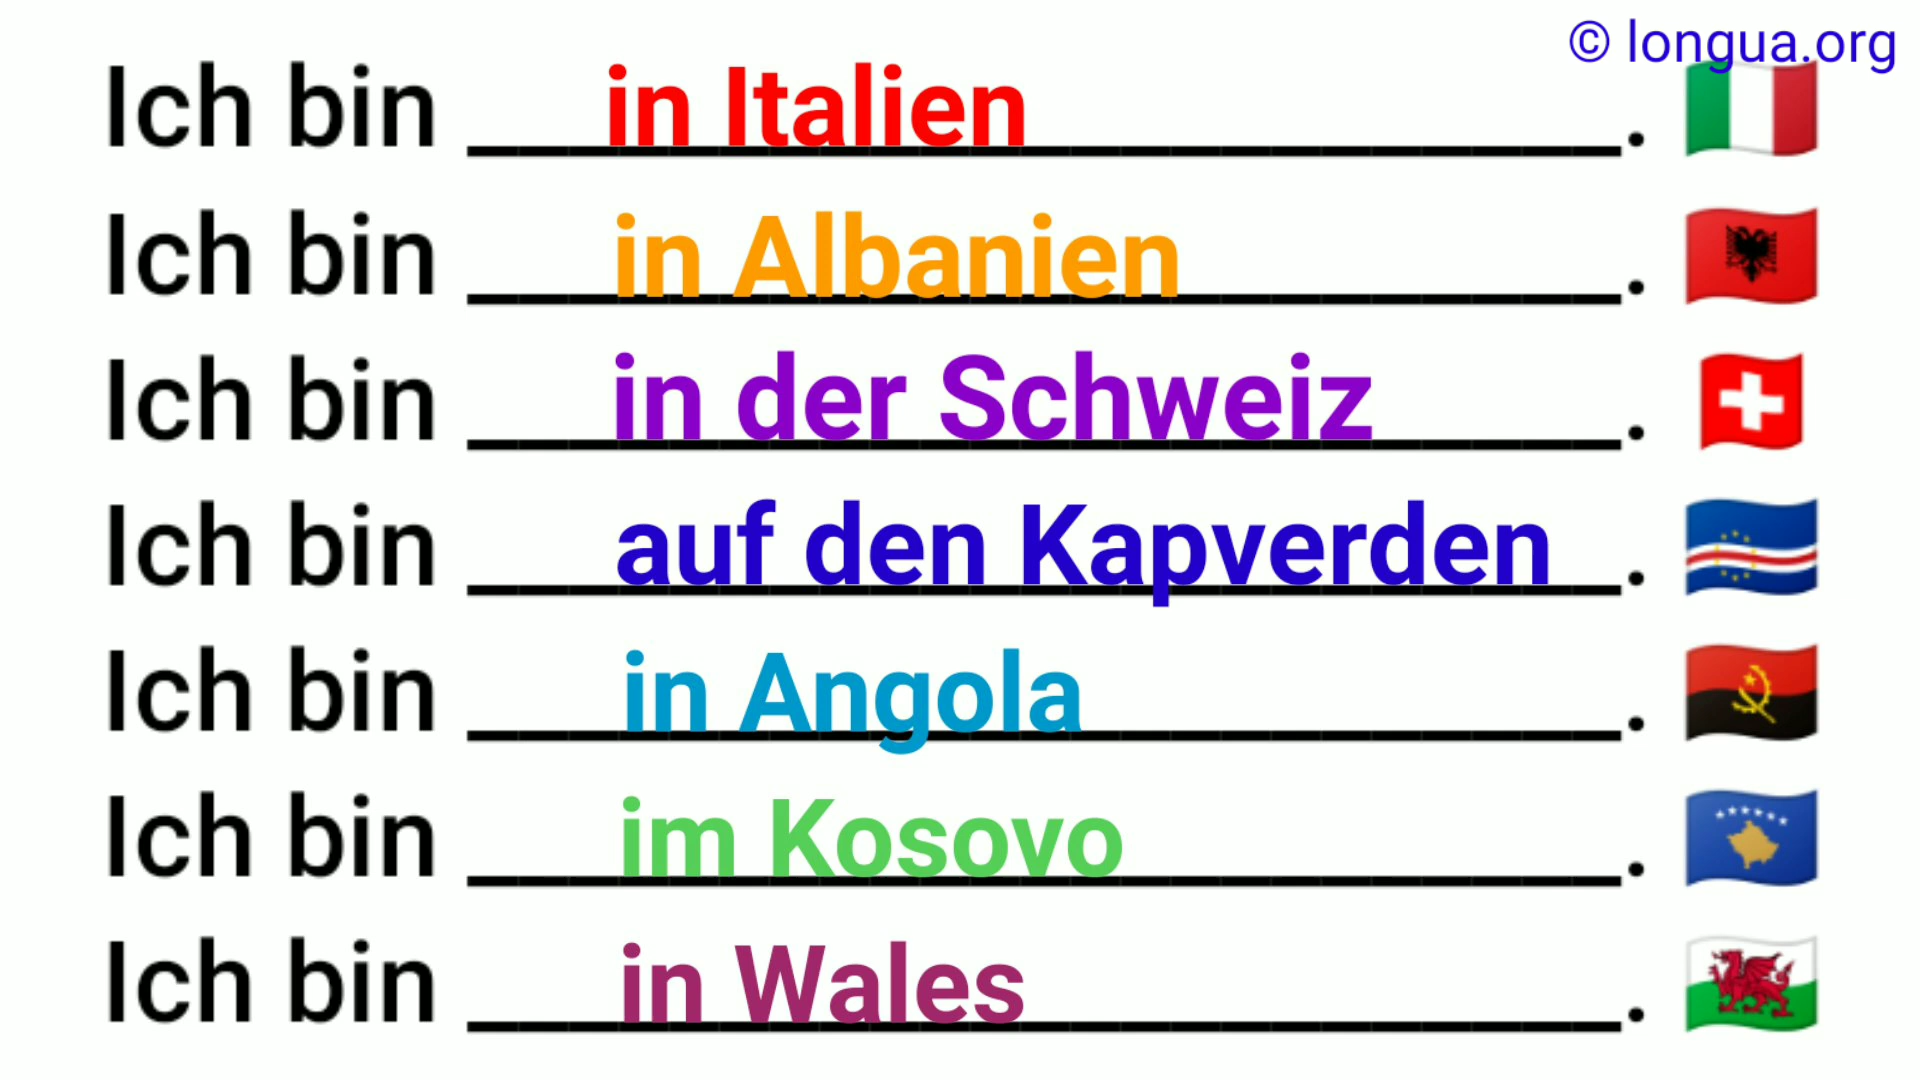 © longua.org
Ich bin in Italien.
Ich bin in Albanien.
Ich bin in der Schweiz.
Ich bin auf den Kapverden.
Ich bin in Angola.
Ich bin im Kosovo.
Ich bin in Wales.